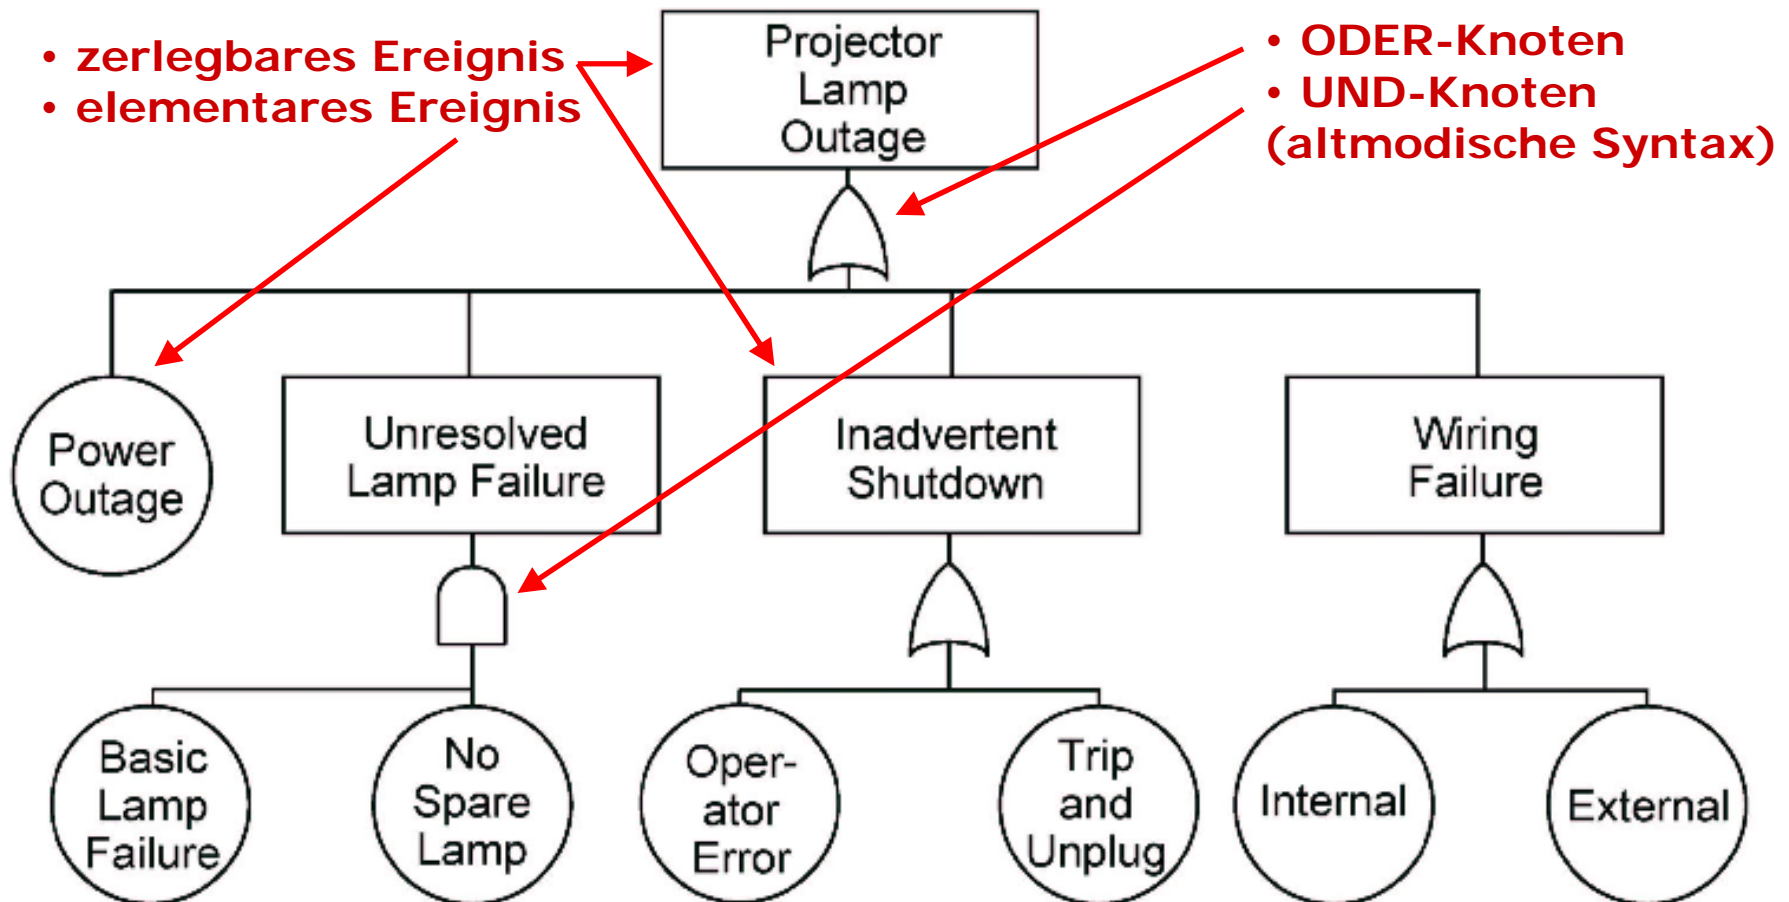 • zerlegbares Ereignis
• elementares Ereignis
Projector
Lamp
Outage
• ODER-Knoten
• UND-Knoten
(altmodische Syntax)
Power
Outage
Unresolved
Lamp Failure
Inadvertent
Shutdown
Wiring
Failure
Basic
Lamp
Failure
No
Spare
Lamp
Oper-
ator
Error
Trip
and
Unplug
Internal
External